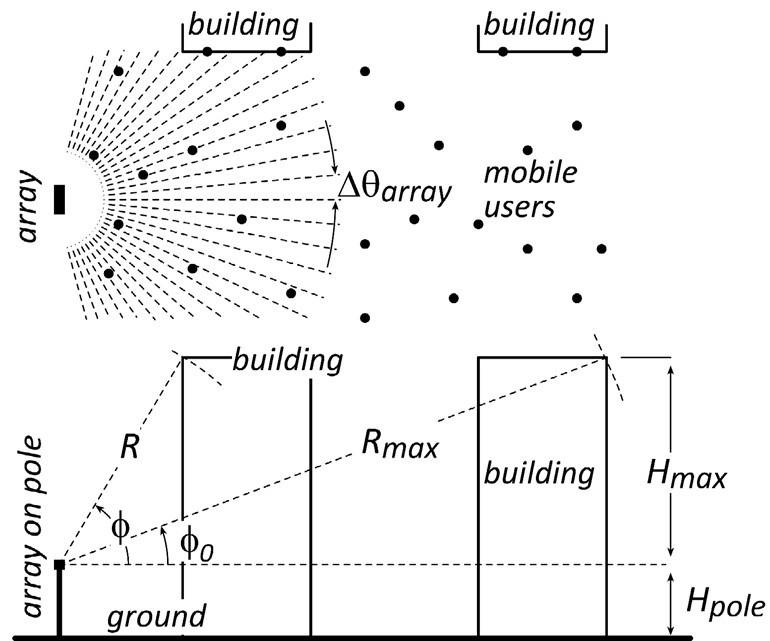 building
building
array
Δθarray
mobile
users
building
R
Rmax
building
Hmax
array on pole
ϕ
ϕ0
Hpole
ground